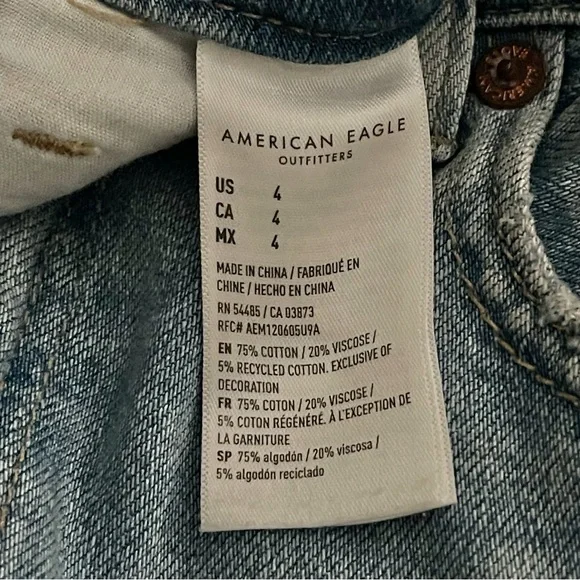 AMERICAN EAGLE
OUTFITTERS
US 4
CA 4
MX 4
MADE IN CHINA / FABRIQUÉ EN
CHINE / HECHO EN CHINA
RN 54485 / CA 03873
RFC# AEM120605U9A
EN 75% COTTON / 20% VISCOSE /
5% RECYCLED COTTON. EXCLUSIVE OF
DECORATION
FR 75% COTON / 20% VISCOSE /
5% COTON RÉGÉNÉRÉ. À L'EXCEPTION DE
LA GARNITURE
SP 75% algodón / 20% viscosa /
5% algodón reciclado
AMERICAN